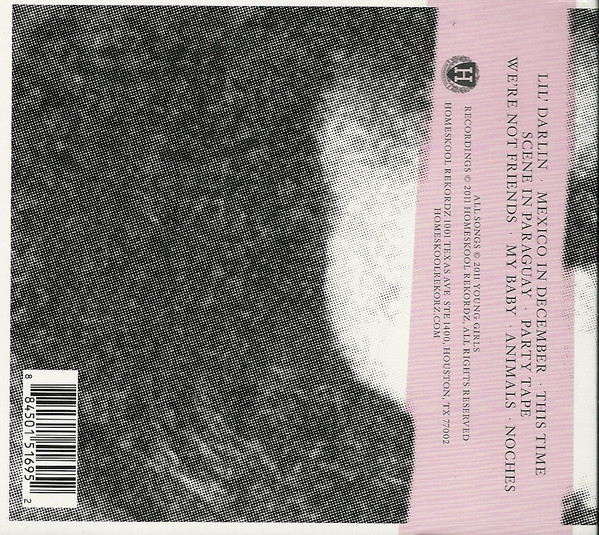 LIL' DARLIN · MEXICO IN DECEMBER · THIS TIME
SCENE IN PARAGUAY · PARTY TAPE
WE'RE NOT FRIENDS · MY BABY · ANIMALS · NOCHES
ALL SONGS © 2011 YOUNG GIRLS
RECORDINGS © 2011 HOMESKOOL REKORDZ, ALL RIGHTS RESERVED
HOMESKOOL REKORDZ 1001 TEXAS AVE STE 1400, HOUSTON, TX 77002
HOMESKOOLREKORZ.COM
H
8 84501 51695 2